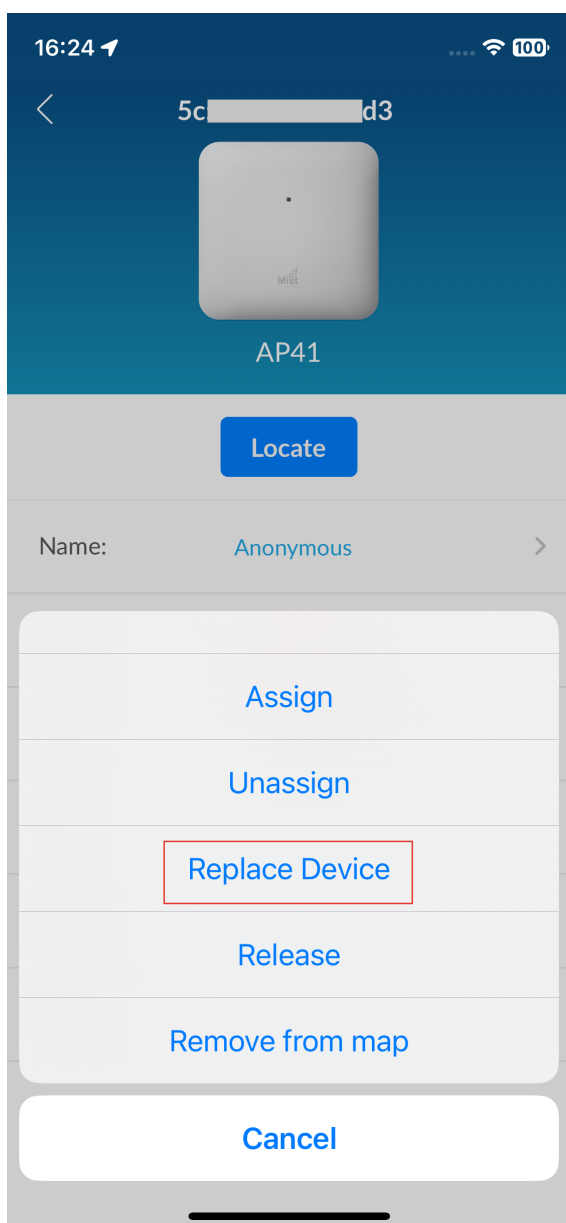 16:24
100
5c d3
Mist
AP41
Locate
Name: Anonymous
Assign
Unassign
Replace Device
Release
Remove from map
Cancel